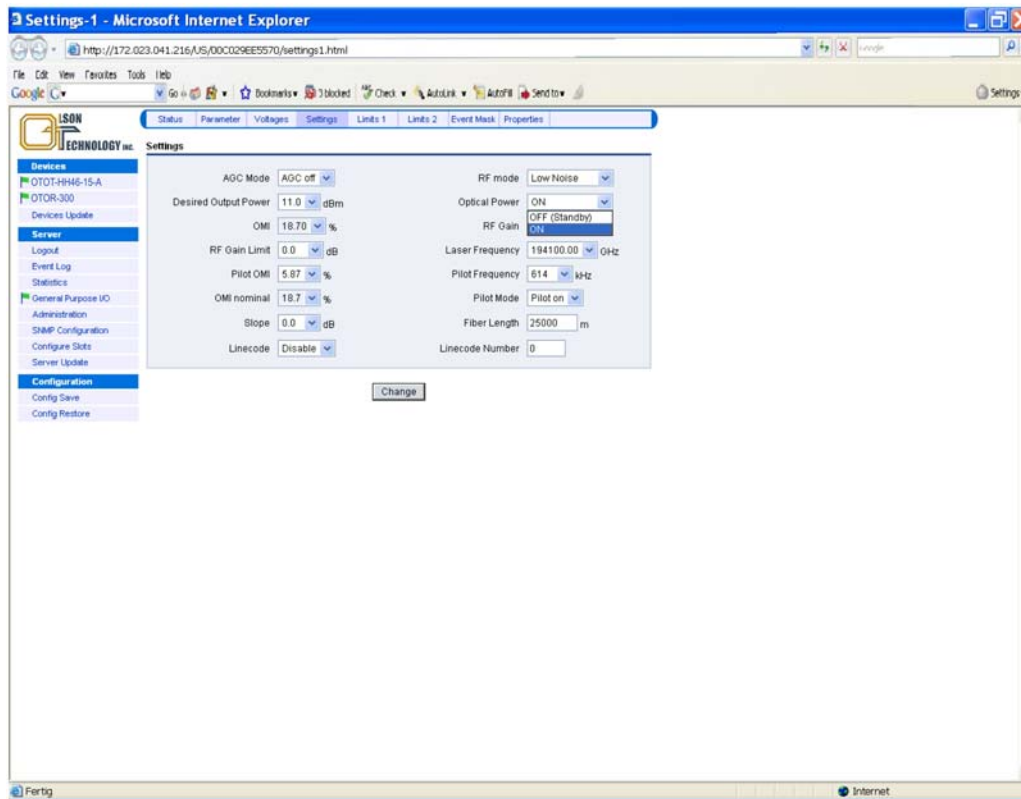 Settings-1 - Microsoft Internet Explorer
http://172.023.041.216/US/00C029EE5570/settings1.html
Google
File Edit View Favorites Tools Help
Google Go Bookmarks 3 blocked Check AutoLink AutoFill Send to Settings
OLSON TECHNOLOGY INC.
Status Parameter Voltages Settings Limits 1 Limits 2 Event Mask Properties
Settings
Devices
OTOT-HH46-15-A
OTOR-300
Devices Update
Server
Logout
Event Log
Statistics
General Purpose I/O
Administration
SNMP Configuration
Configure Slots
Server Update
Configuration
Config Save
Config Restore
AGC Mode AGC off RF mode Low Noise
Desired Output Power 11.0 dBm Optical Power ON
OFF (Standby)
ON
OMI 18.70 % RF Gain
RF Gain Limit 0.0 dB Laser Frequency 194100.00 GHz
Pilot OMI 5.87 % Pilot Frequency 614 kHz
OMI nominal 18.7 % Pilot Mode Pilot on
Slope 0.0 dB Fiber Length 25000 m
Linecode Disable Linecode Number 0
Change
Fertig Internet